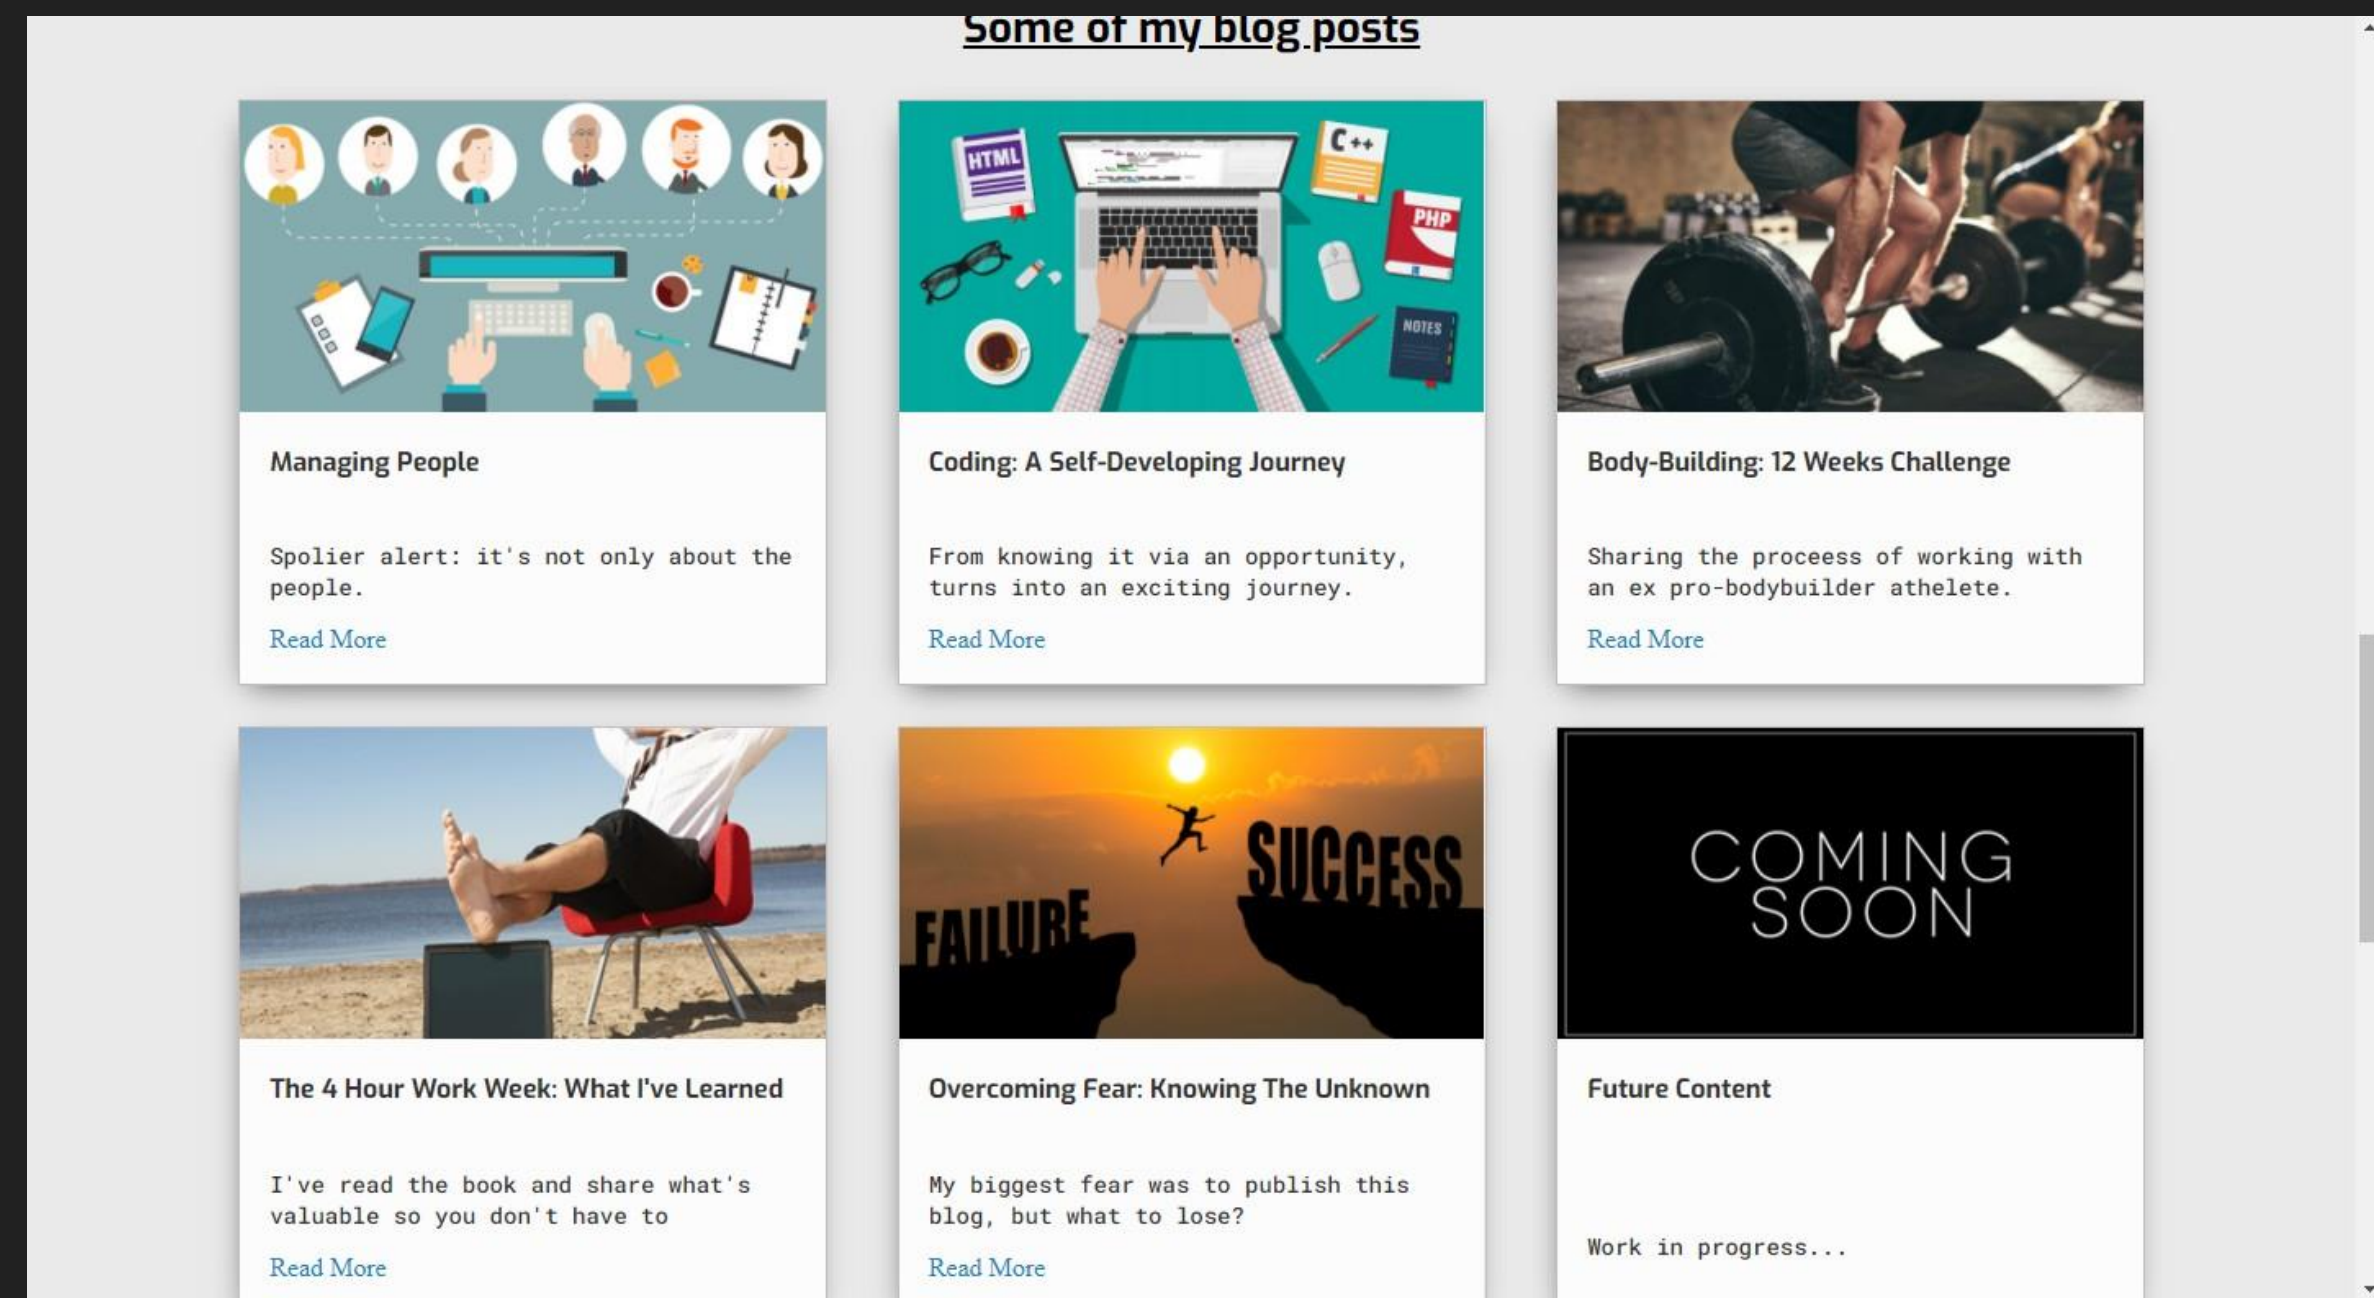 Some of my blog posts
HTML
C++
PHP
NOTES
Managing People
Spolier alert: it's not only about the
people.
Read More
Coding: A Self-Developing Journey
From knowing it via an opportunity,
turns into an exciting journey.
Read More
Body-Building: 12 Weeks Challenge
Sharing the proceess of working with
an ex pro-bodybuilder athelete.
Read More
The 4 Hour Work Week: What I've Learned
I've read the book and share what's
valuable so you don't have to
Read More
FAILURE
SUCCESS
Overcoming Fear: Knowing The Unknown
My biggest fear was to publish this
blog, but what to lose?
Read More
COMING
SOON
Future Content
Work in progress...